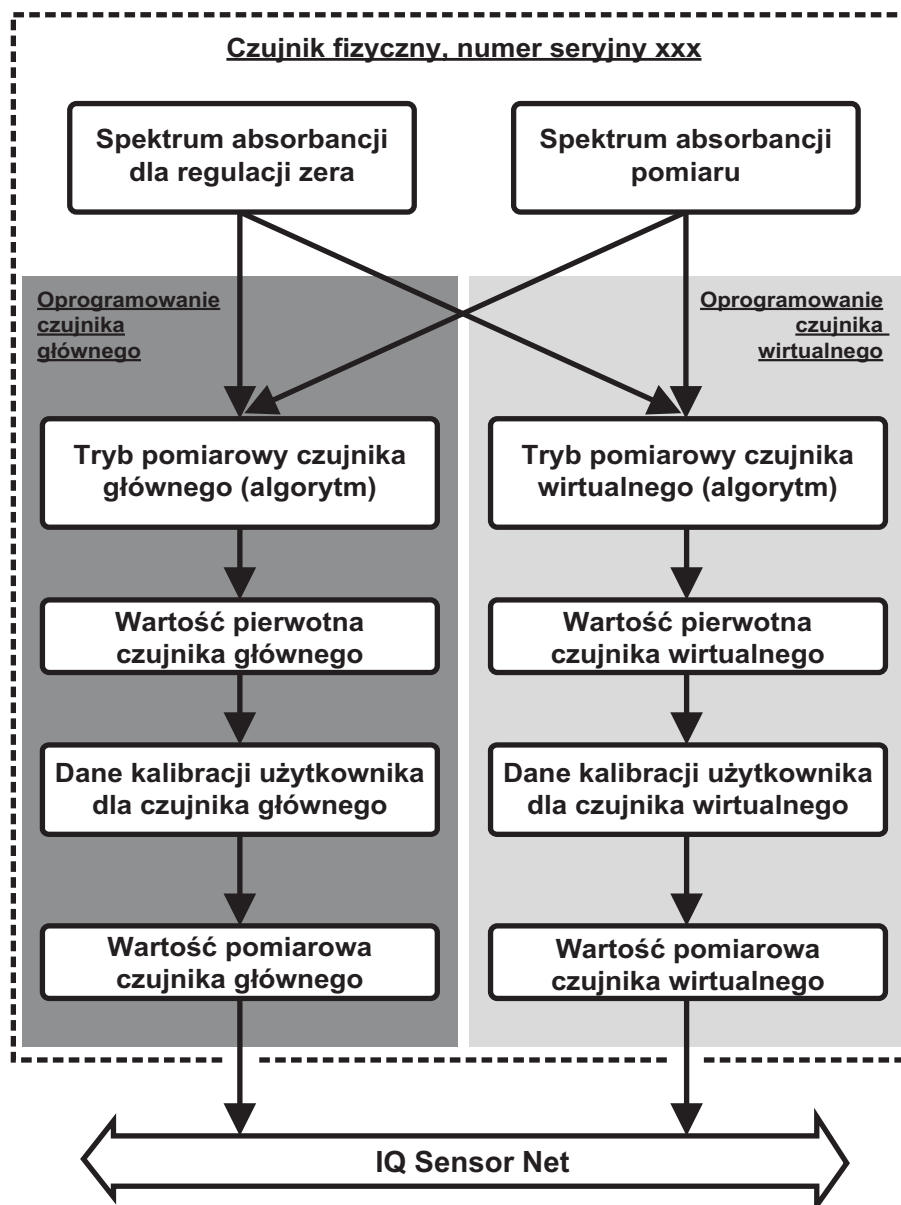 Czujnik fizyczny, numer seryjny xxx
Spektrum absorbancji
dla regulacji zera
Spektrum absorbancji
pomiaru
Oprogramowanie
czujnika
głównego
Oprogramowanie
czujnika
wirtualnego
Tryb pomiarowy czujnika
głównego (algorytm)
Tryb pomiarowy czujnika
wirtualnego (algorytm)
Wartość pierwotna
czujnika głównego
Wartość pierwotna
czujnika wirtualnego
Dane kalibracji użytkownika
dla czujnika głównego
Dane kalibracji użytkownika
dla czujnika wirtualnego
Wartość pomiarowa
czujnika głównego
Wartość pomiarowa
czujnika wirtualnego
IQ Sensor Net